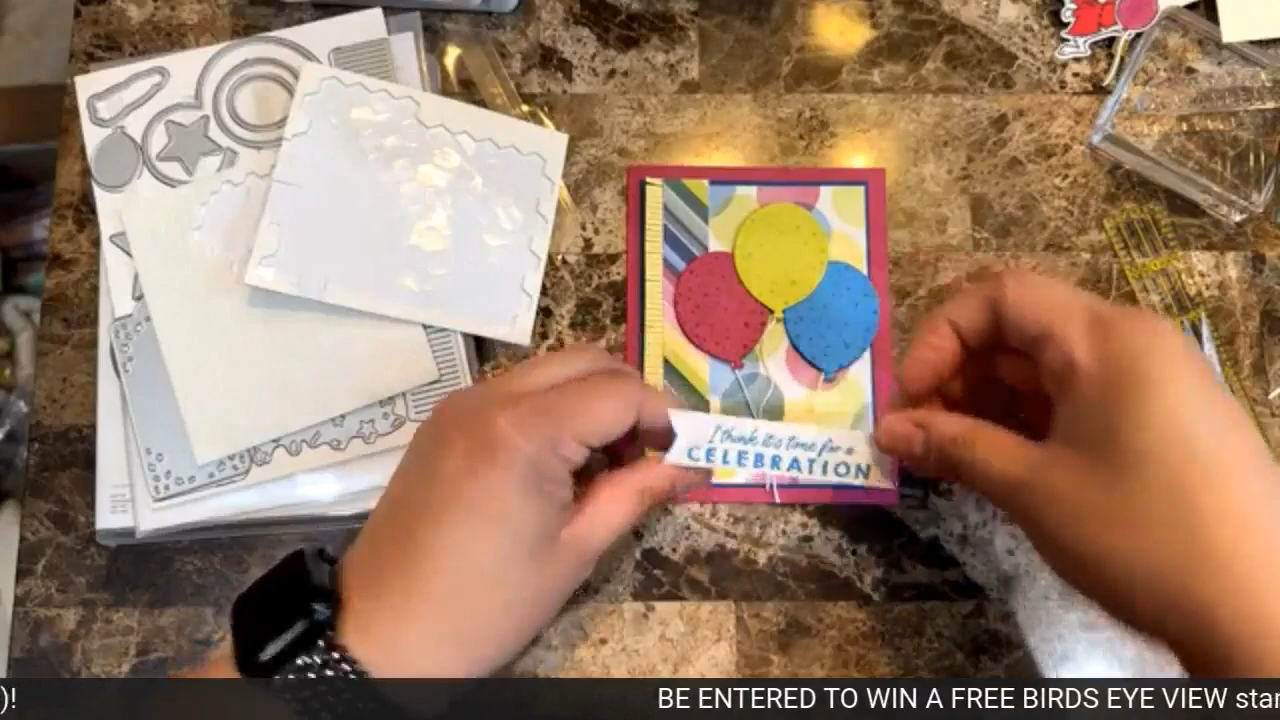 I think it's time for a
CELEBRATION
)!
BE ENTERED TO WIN A FREE BIRDS EYE VIEW star